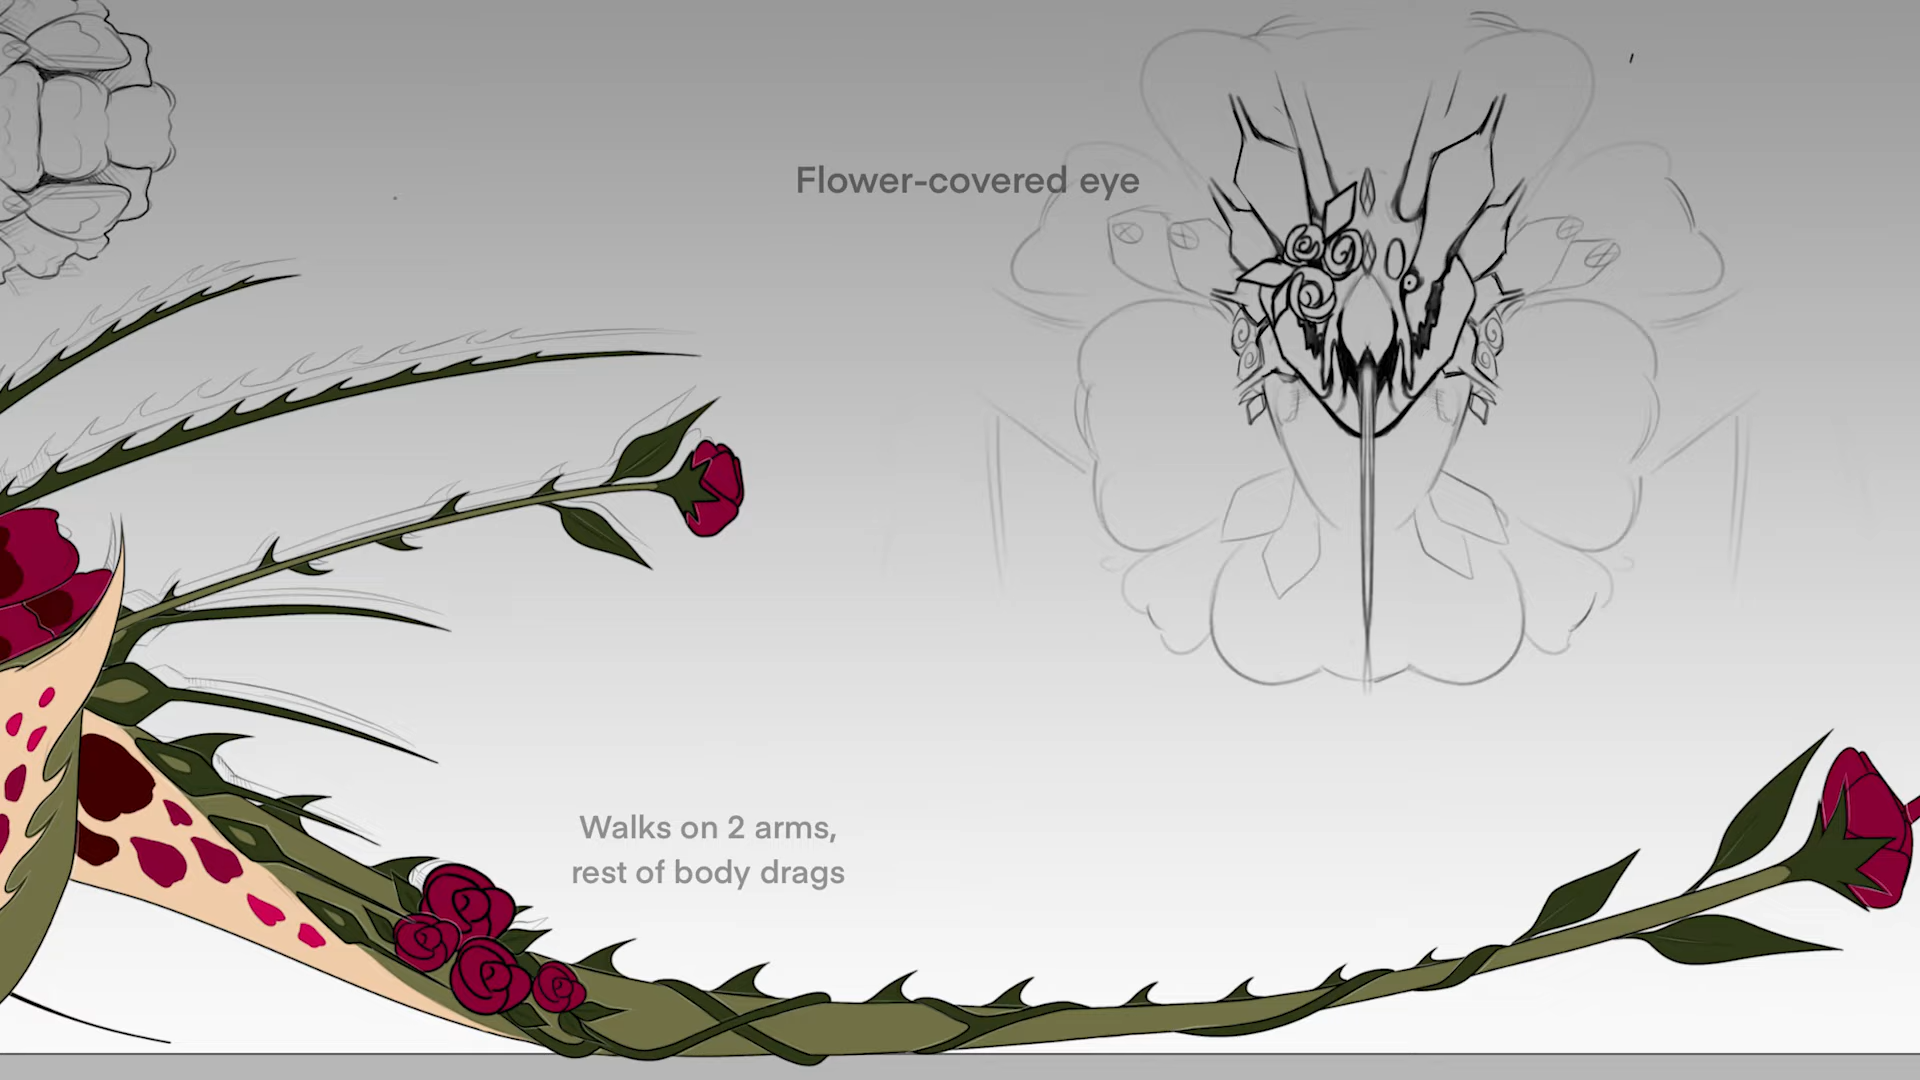 Flower-covered eye
Walks on 2 arms,
rest of body drags